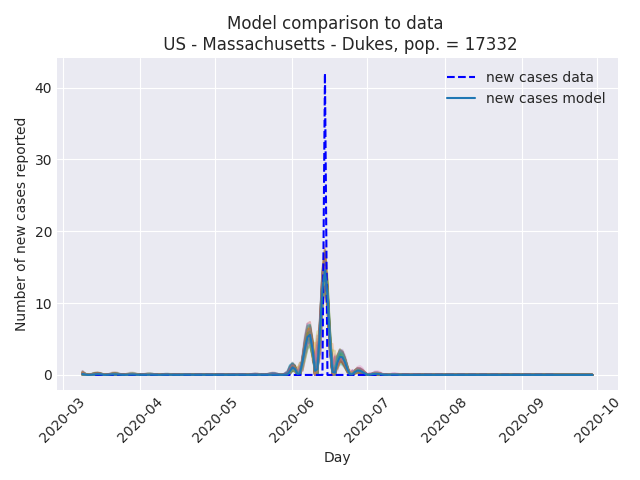 Model comparison to data
US - Massachusetts - Dukes, pop. = 17332
new cases data
new cases model
Number of new cases reported
40
30
20
10
0
2020-03
2020-04
2020-05
2020-06
2020-07
2020-08
2020-09
2020-10
Day